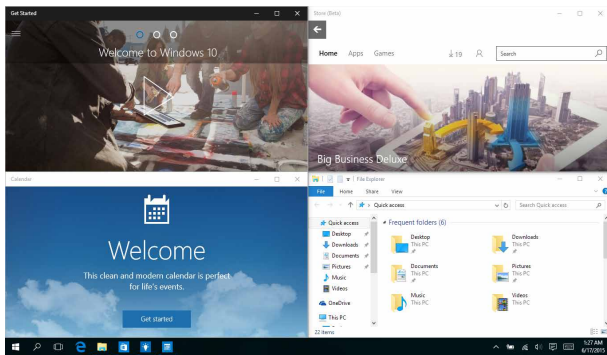 Get Started
Welcome to Windows 10
Store (Beta)
Home Apps Games 19 Search
Big Business Deluxe
Calendar
Welcome
This clean and modern calendar is perfect
for life's events.
Get started
File Explorer
File Home Share View
Quick access Search Quick access
Quick access
Desktop
Downloads
Documents
Pictures
Music
Videos
OneDrive
This PC
22 items
Frequent folders (6)
Desktop
This PC
Downloads
This PC
Documents
This PC
Pictures
This PC
Music
This PC
Videos
This PC
1:27 AM
6/17/2015